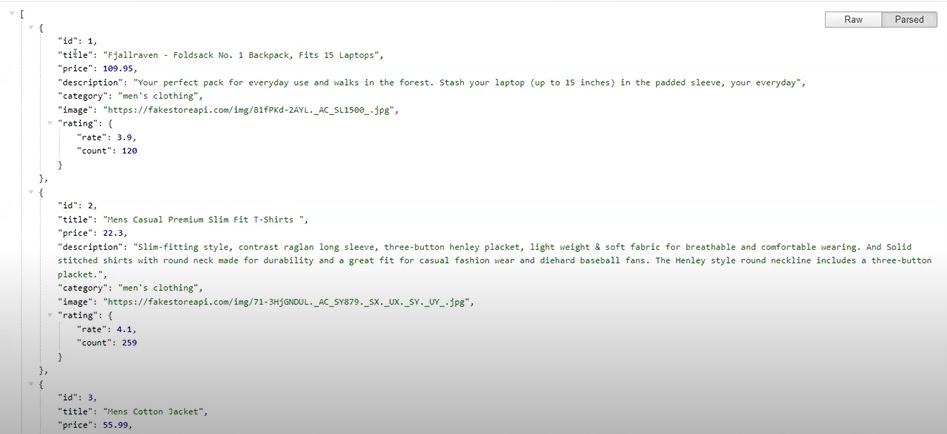 Raw Parsed
[
{
"id": 1,
"title": "Fjallraven - Foldsack No. 1 Backpack, Fits 15 Laptops",
"price": 109.95,
"description": "Your perfect pack for everyday use and walks in the forest. Stash your laptop (up to 15 inches) in the padded sleeve, your everyday",
"category": "men's clothing",
"image": "https://fakestoreapi.com/img/81fPKd-2AYL._AC_SL1500_.jpg",
"rating": {
"rate": 3.9,
"count": 120
}
},
{
"id": 2,
"title": "Mens Casual Premium Slim Fit T-Shirts ",
"price": 22.3,
"description": "Slim-fitting style, contrast raglan long sleeve, three-button henley placket, light weight & soft fabric for breathable and comfortable wearing. And Solid
stitched shirts with round neck made for durability and a great fit for casual fashion wear and diehard baseball fans. The Henley style round neckline includes a three-button
placket.",
"category": "men's clothing",
"image": "https://fakestoreapi.com/img/71-3HjGNDUL._AC_SY879._SX._UX._SY._UY_.jpg",
"rating": {
"rate": 4.1,
"count": 259
}
},
{
"id": 3,
"title": "Mens Cotton Jacket",
"price": 55.99,